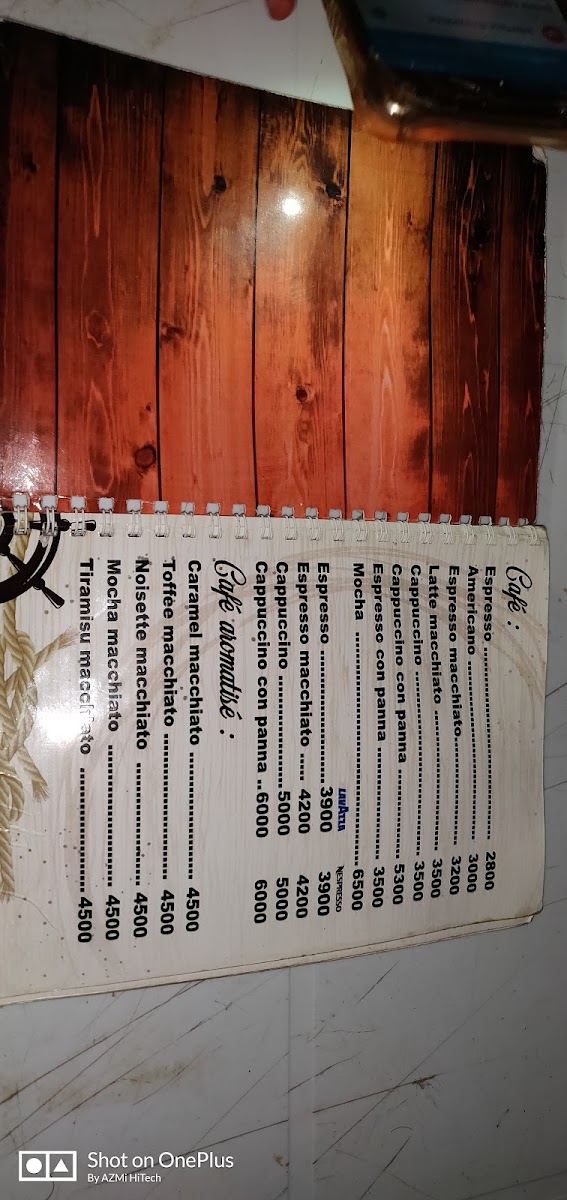 Café :
Espresso .......................................... 2800
Americano ...................................... 3000
Espresso macchiato...................... 3200
Latte macchiato ............................. 3500
Cappuccino .................................... 3500
Cappuccino con panna ................ 5300
Espresso con panna ..................... 3500
Mocha ............................................. 6500
LAVAZZA NESPRESSO
Espresso .................... 3900 3900
Espresso macchiato ..... 4200 4200
Cappuccino .................5000 5000
Cappuccino con panna ..6000 6000
Café aromatisé :
Caramel macchiato ...................... 4500
Toffee macchiato .......................... 4500
Noisette macchiato ....................... 4500
Mocha macchiato .......................... 4500
Tiramisu macchiato ...................... 4500
Shot on OnePlus
By AZMi HiTech